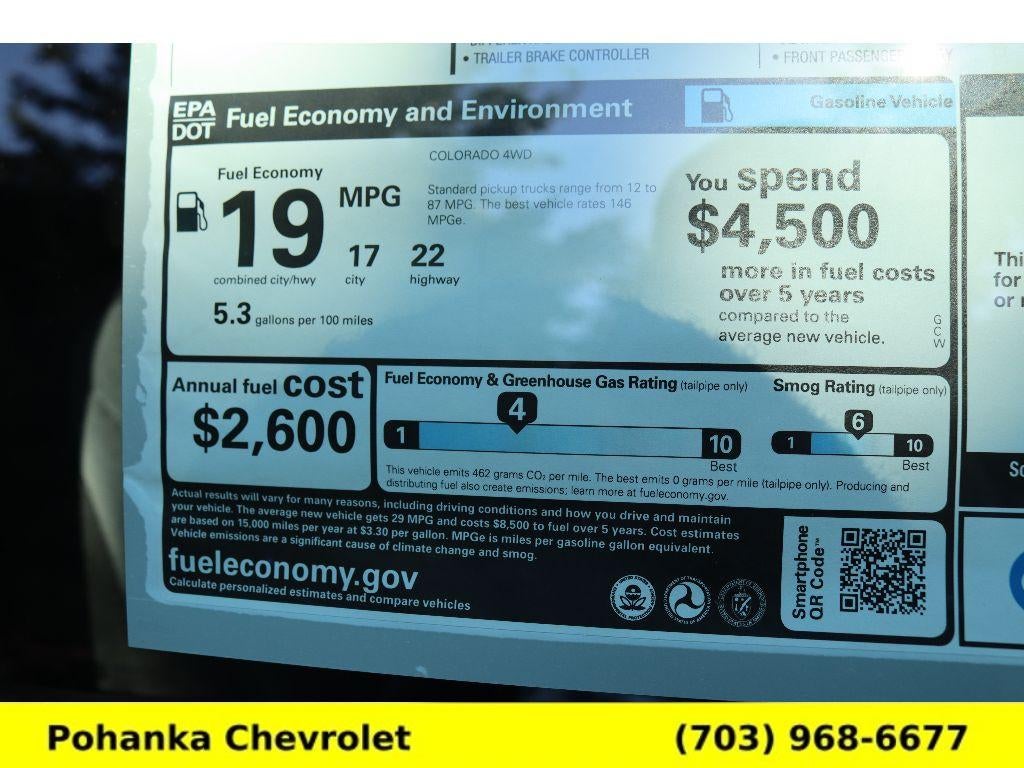 • TRAILER BRAKE CONTROLLER
• FRONT PASSENGER
EPA
DOT
Fuel Economy and Environment
Gasoline Vehicle
COLORADO 4WD
Fuel Economy
19 MPG
Standard pickup trucks range from 12 to
87 MPG. The best vehicle rates 146
MPGe.
17
22
combined city/hwy
city
highway
5.3 gallons per 100 miles
You spend
$4,500
more in fuel costs
over 5 years
compared to the
average new vehicle.
G
C
W
Thi
for
or
Annual fuel cost
$2,600
Fuel Economy & Greenhouse Gas Rating (tailpipe only)
4
1
10
Best
Smog Rating (tailpipe only)
6
1
10
Best
This vehicle emits 462 grams CO₂ per mile. The best emits 0 grams per mile (tailpipe only). Producing and
distributing fuel also create emissions; learn more at fueleconomy.gov.
Actual results will vary for many reasons, including driving conditions and how you drive and maintain
your vehicle. The average new vehicle gets 29 MPG and costs $8,500 to fuel over 5 years. Cost estimates
are based on 15,000 miles per year at $3.30 per gallon. MPGe is miles per gasoline gallon equivalent.
Vehicle emissions are a significant cause of climate change and smog.
fueleconomy.gov
Calculate personalized estimates and compare vehicles
Smartphone
QR Code™
Pohanka Chevrolet
(703) 968-6677